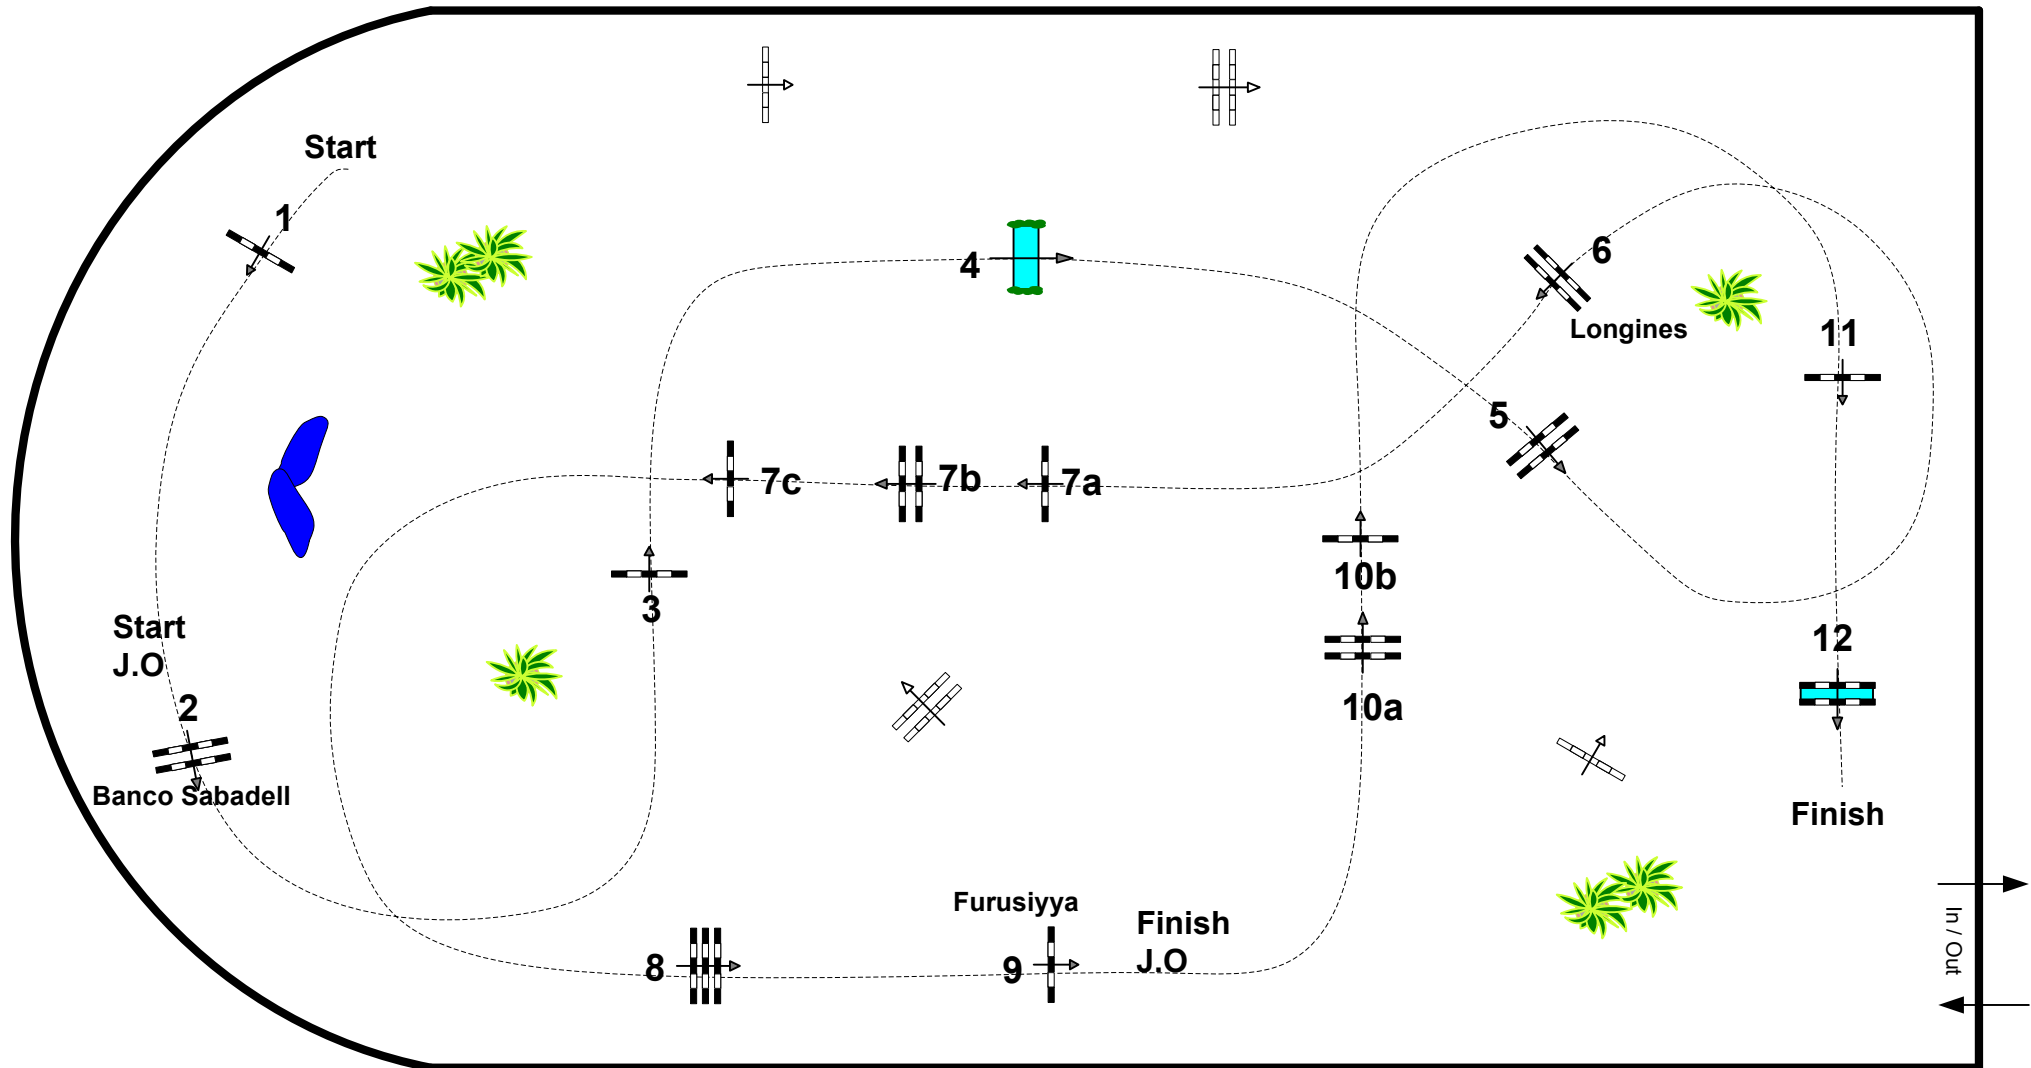 Start
1
4
6
Longines
11
5
7c
7b
7a
3
10b
10a
Start
J.O
2
Banco Sabadell
12
Finish
8
Furusiyya
9
Finish
J.O
In / Out